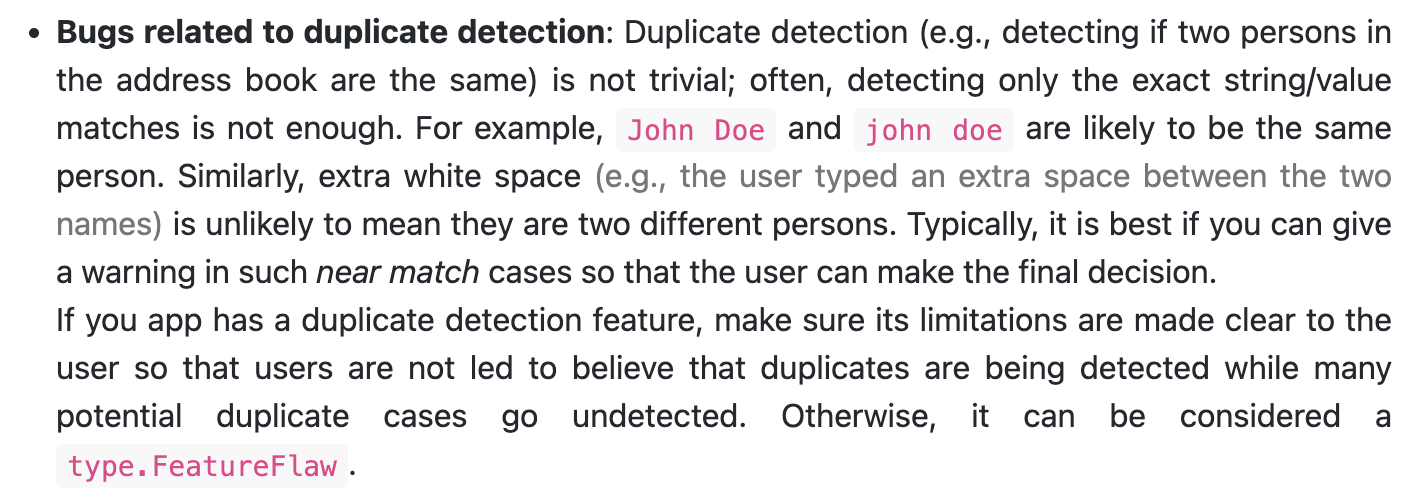 • Bugs related to duplicate detection: Duplicate detection (e.g., detecting if two persons in
the address book are the same) is not trivial; often, detecting only the exact string/value
matches is not enough. For example, John Doe and john doe are likely to be the same
person. Similarly, extra white space (e.g., the user typed an extra space between the two
names) is unlikely to mean they are two different persons. Typically, it is best if you can give
a warning in such near match cases so that the user can make the final decision.
If you app has a duplicate detection feature, make sure its limitations are made clear to the
user so that users are not led to believe that duplicates are being detected while many
potential duplicate cases go undetected. Otherwise, it can be considered a
type.FeatureFlaw.